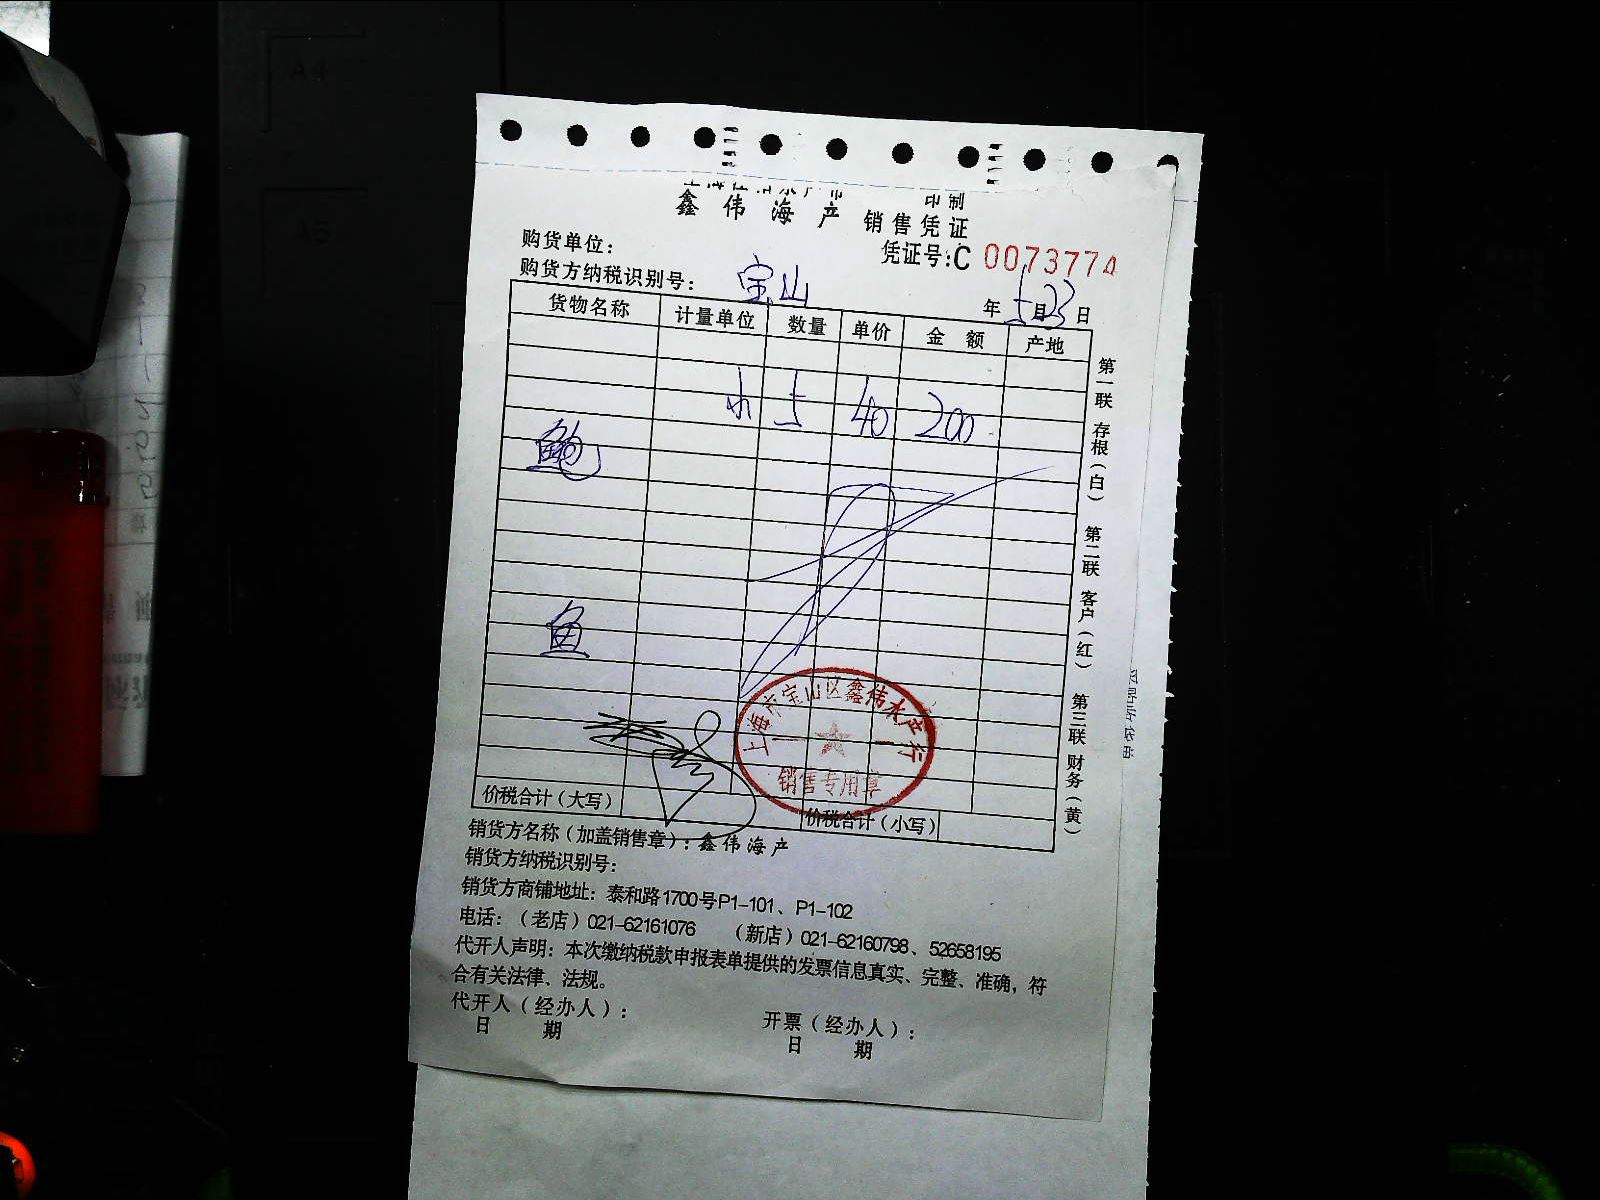 印制
鑫伟海产 销售凭证
购货单位：
凭证号：C 0073774
购货方纳税识别号：
宝山
年 5 月 23 日
货物名称 计量单位 数量 单价 金额 产地
5 40 200
鲍
鱼
第一联 存根（白）
第二联 客户（红）
第三联 财务（黄）
上海市宝山区鑫伟水产行
销售专用章
价税合计（大写） 价税合计（小写）
销货方名称（加盖销售章）：鑫伟海产
销货方纳税识别号：
销货方商铺地址：泰和路1700号P1-101、P1-102
电话：（老店）021-62161076 （新店）021-62160798、52658195
代开人声明：本次缴纳税款申报表单提供的发票信息真实、完整、准确，符
合有关法律、法规。
代开人（经办人）： 开票（经办人）：
日 期 日 期
A4
A5